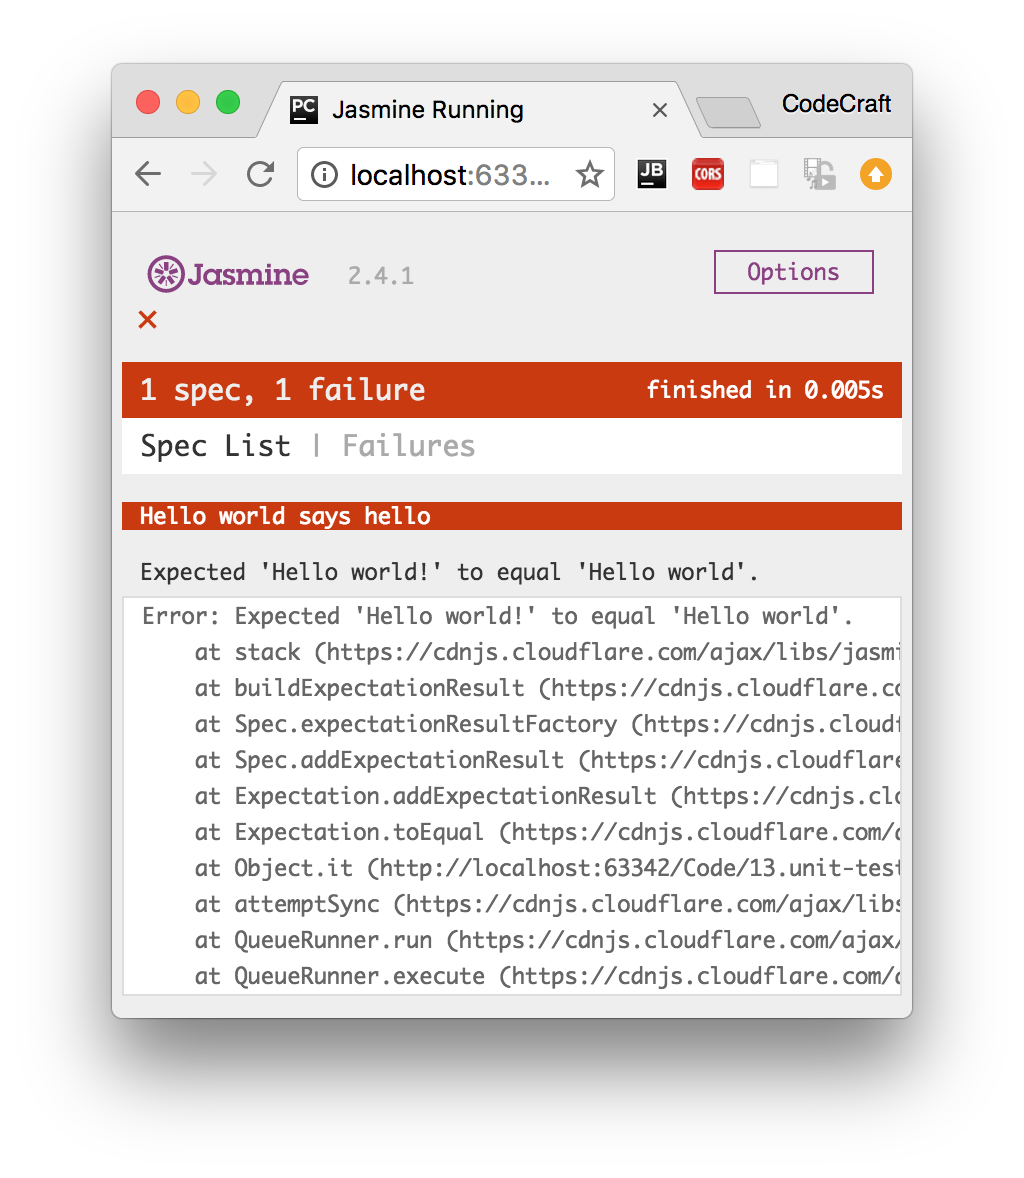 PC Jasmine Running × CodeCraft
localhost:633... JB CORS
Jasmine 2.4.1 Options
✕
1 spec, 1 failure finished in 0.005s
Spec List | Failures
Hello world says hello
Expected 'Hello world!' to equal 'Hello world'.
Error: Expected 'Hello world!' to equal 'Hello world'.
at stack (https://cdnjs.cloudflare.com/ajax/libs/jasmi
at buildExpectationResult (https://cdnjs.cloudflare.co
at Spec.expectationResultFactory (https://cdnjs.cloudf
at Spec.addExpectationResult (https://cdnjs.cloudflare
at Expectation.addExpectationResult (https://cdnjs.clo
at Expectation.toEqual (https://cdnjs.cloudflare.com/a
at Object.it (http://localhost:63342/Code/13.unit-test
at attemptSync (https://cdnjs.cloudflare.com/ajax/libs
at QueueRunner.run (https://cdnjs.cloudflare.com/ajax/
at QueueRunner.execute (https://cdnjs.cloudflare.com/a